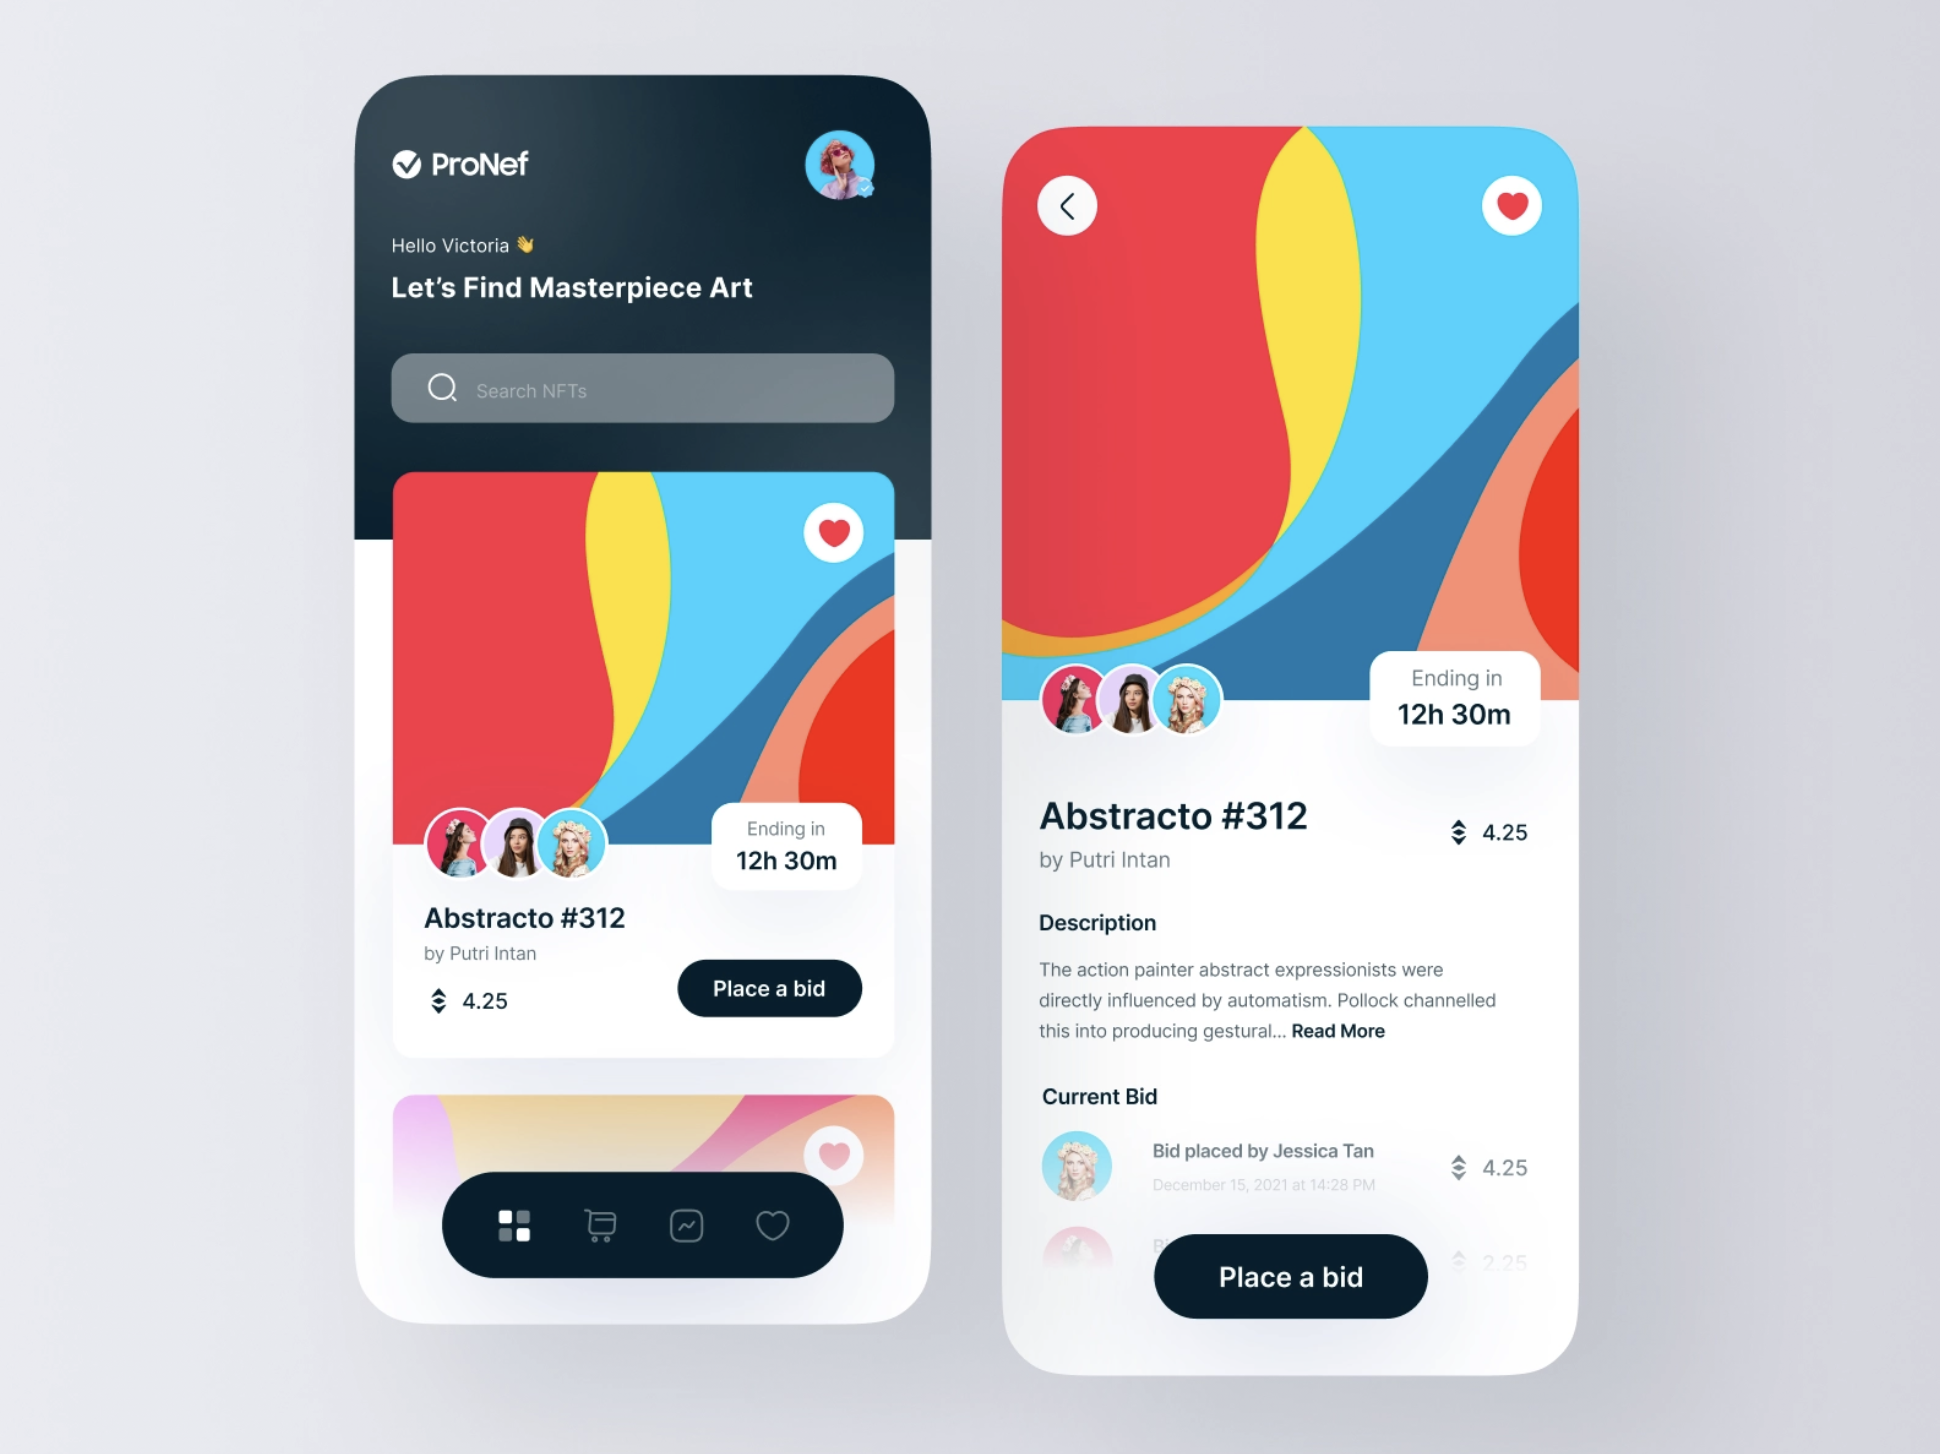 ProNef
Hello Victoria 👋
Let's Find Masterpiece Art
Search NFTs
Ending in
12h 30m
Abstracto #312
by Putri Intan
4.25
Place a bid
Ending in
12h 30m
Abstracto #312
4.25
by Putri Intan
Description
The action painter abstract expressionists were
directly influenced by automatism. Pollock channelled
this into producing gestural... Read More
Current Bid
Bid placed by Jessica Tan
4.25
December 15, 2021 at 14:28 PM
2.25
Place a bid